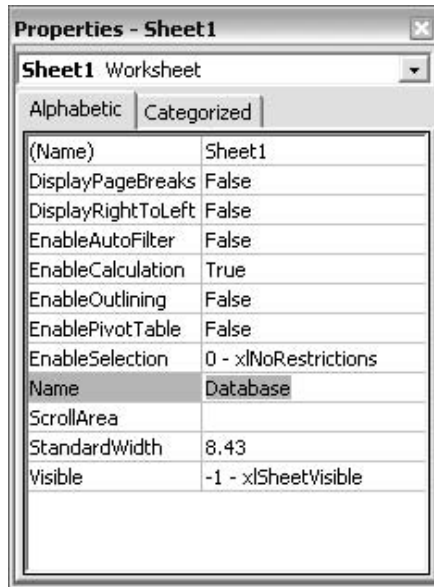 Properties - Sheet1
Sheet1 Worksheet
Alphabetic Categorized
(Name) Sheet1
DisplayPageBreaks False
DisplayRightToLeft False
EnableAutoFilter False
EnableCalculation True
EnableOutlining False
EnablePivotTable False
EnableSelection 0 - xlNoRestrictions
Name Database
ScrollArea
StandardWidth 8.43
Visible -1 - xlSheetVisible